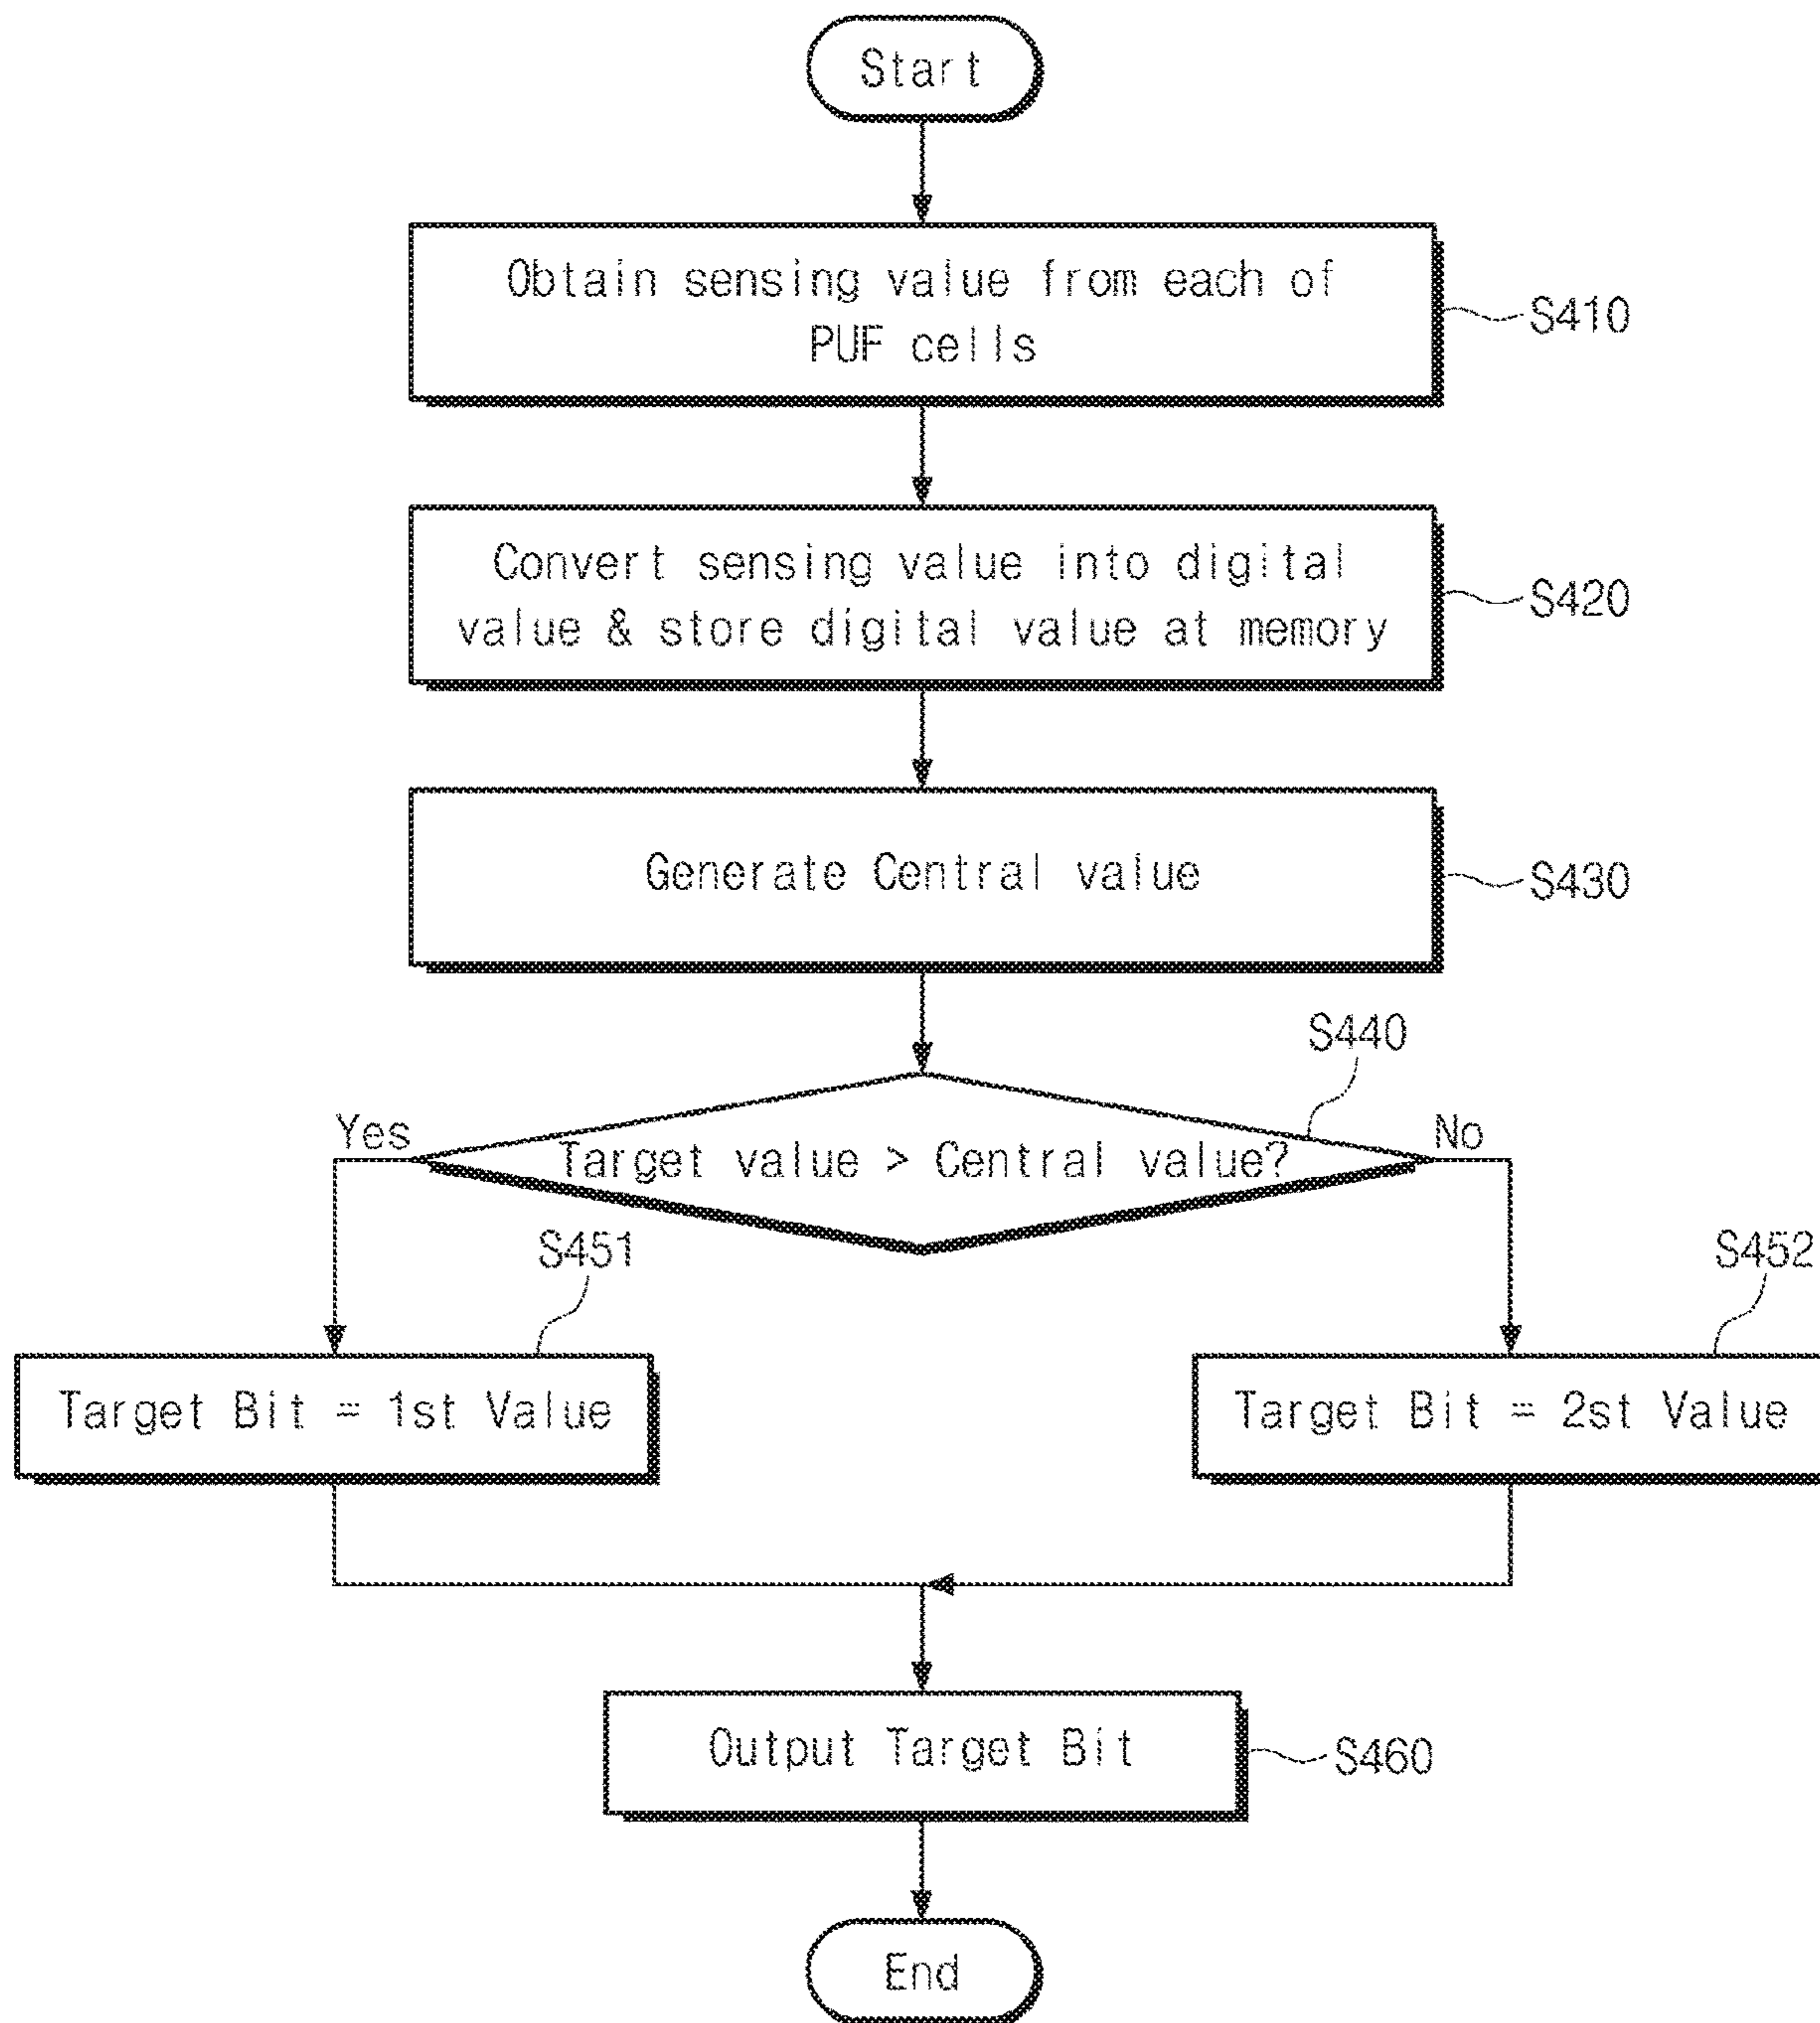 Start
Obtain sensing value from each of
PUF cells
S410
Convert sensing value into digital
value & store digital value at memory
S420
Generate Central value
S430
S440
Yes
Target value > Central value?
No
S451
S452
Target Bit = 1st Value
Target Bit = 2st Value
Output Target Bit
S460
End